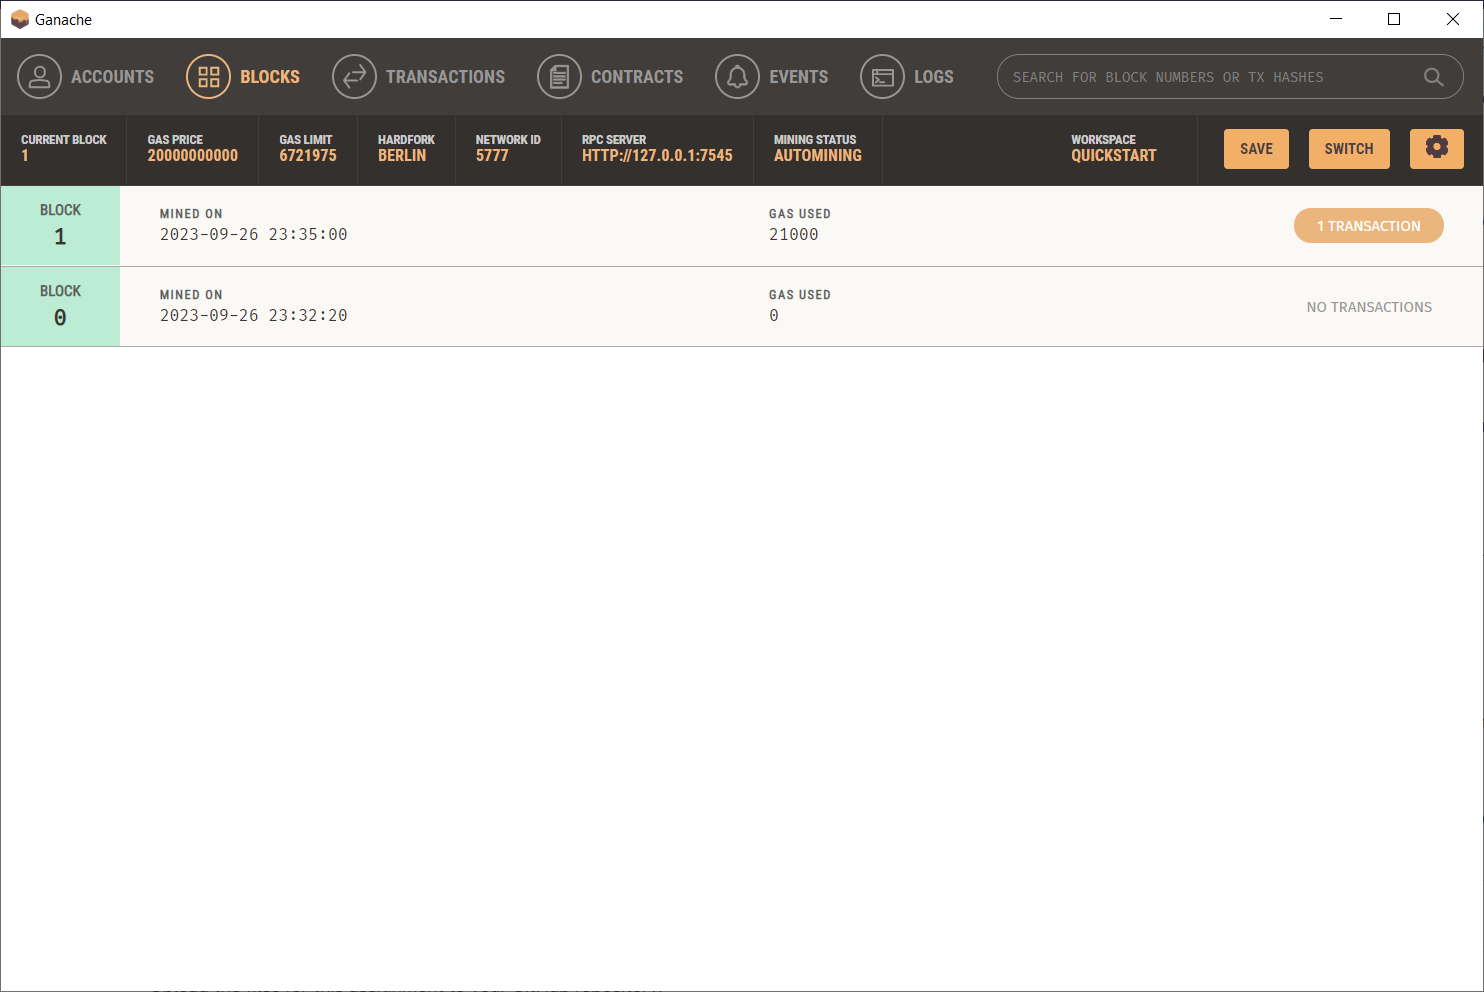 Ganache
ACCOUNTS BLOCKS TRANSACTIONS CONTRACTS EVENTS LOGS SEARCH FOR BLOCK NUMBERS OR TX HASHES
CURRENT BLOCK GAS PRICE GAS LIMIT HARDFORK NETWORK ID RPC SERVER MINING STATUS WORKSPACE
1 20000000000 6721975 BERLIN 5777 HTTP://127.0.0.1:7545 AUTOMINING QUICKSTART SAVE SWITCH
BLOCK MINED ON GAS USED
1 2023-09-26 23:35:00 21000 1 TRANSACTION
BLOCK MINED ON GAS USED
0 2023-09-26 23:32:20 0 NO TRANSACTIONS